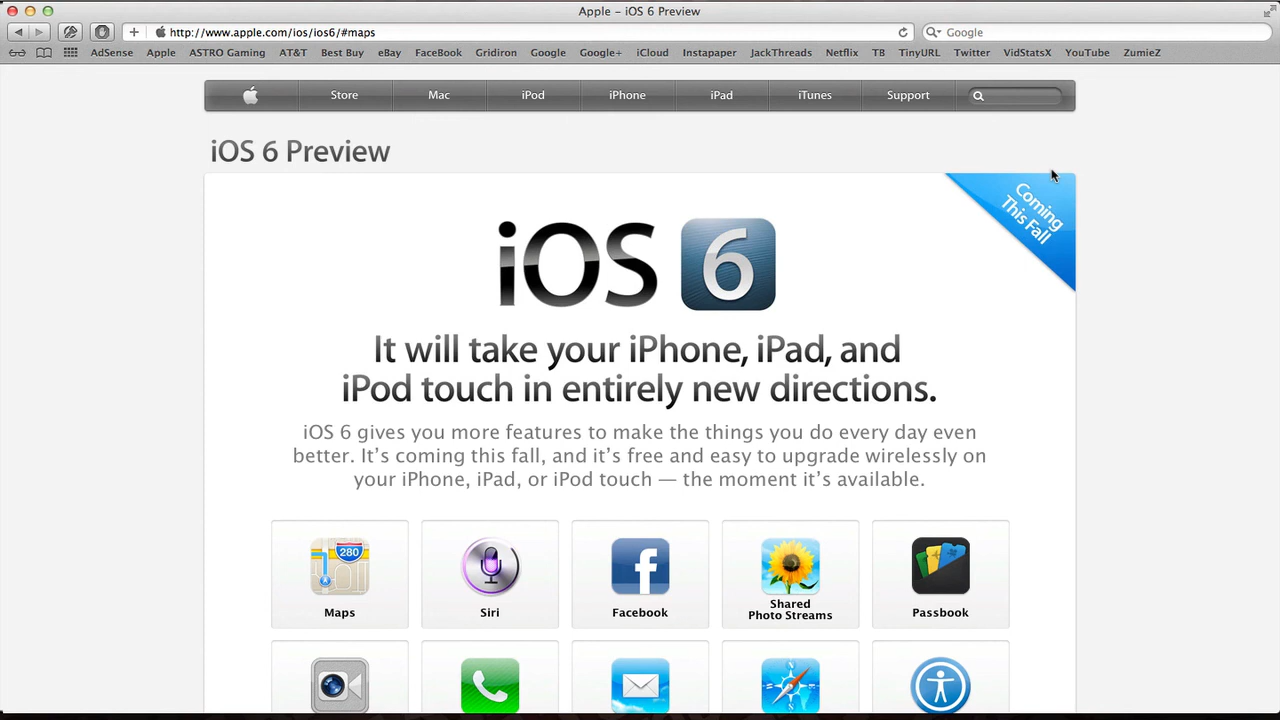 Apple – iOS 6 Preview
http://www.apple.com/ios/ios6/#maps
Google
AdSense Apple ASTRO Gaming AT&T Best Buy eBay FaceBook Gridiron Google Google+ iCloud Instapaper JackThreads Netflix TB TinyURL Twitter VidStatsX YouTube ZumieZ
Store Mac iPod iPhone iPad iTunes Support
iOS 6 Preview
Coming
This Fall
iOS 6
It will take your iPhone, iPad, and
iPod touch in entirely new directions.
iOS 6 gives you more features to make the things you do every day even
better. It's coming this fall, and it's free and easy to upgrade wirelessly on
your iPhone, iPad, or iPod touch — the moment it's available.
280
Maps Siri Facebook Shared Photo Streams Passbook